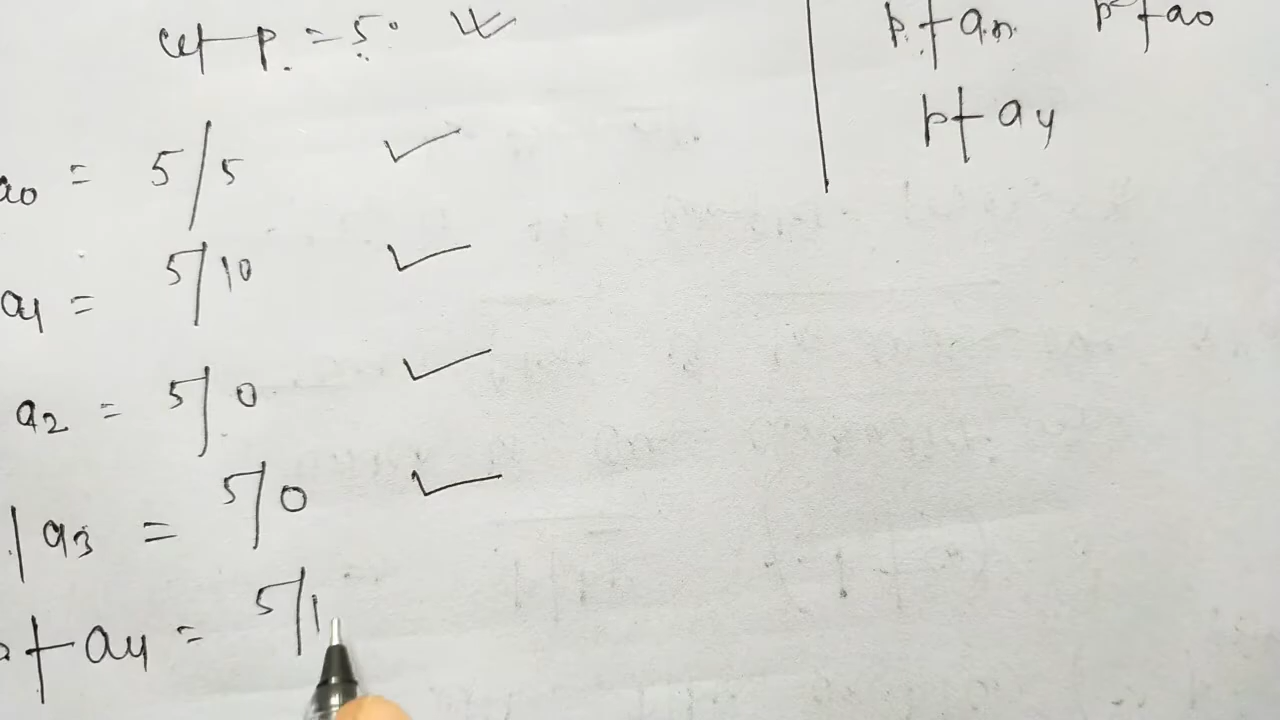 let p = 5
p ∤ an p² ∤ a0
p ∤ a4
a0 = 5/5 ✓
a1 = 5/10 ✓
a2 = 5/0 ✓
| a3 = 5/0 ✓
∤ a4 = 5/1